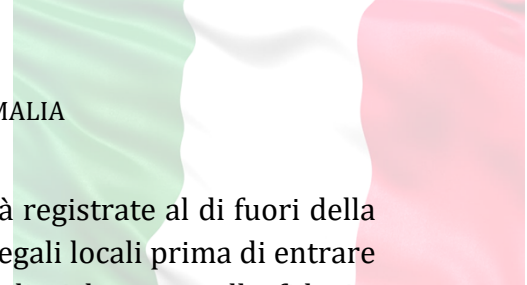 MALIA
à registrate al di fuori della
egali locali prima di entrare